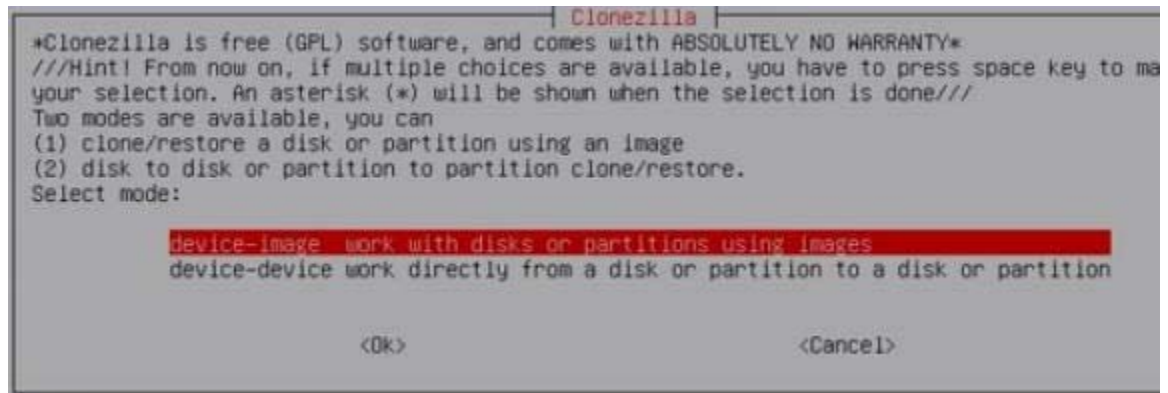 Clonezilla
*Clonezilla is free (GPL) software, and comes with ABSOLUTELY NO WARRANTY*
///Hint! From now on, if multiple choices are available, you have to press space key to ma
your selection. An asterisk (*) will be shown when the selection is done///
Two modes are available, you can
(1) clone/restore a disk or partition using an image
(2) disk to disk or partition to partition clone/restore.
Select mode:
device-image work with disks or partitions using images
device-device work directly from a disk or partition to a disk or partition
<Ok> <Cancel>